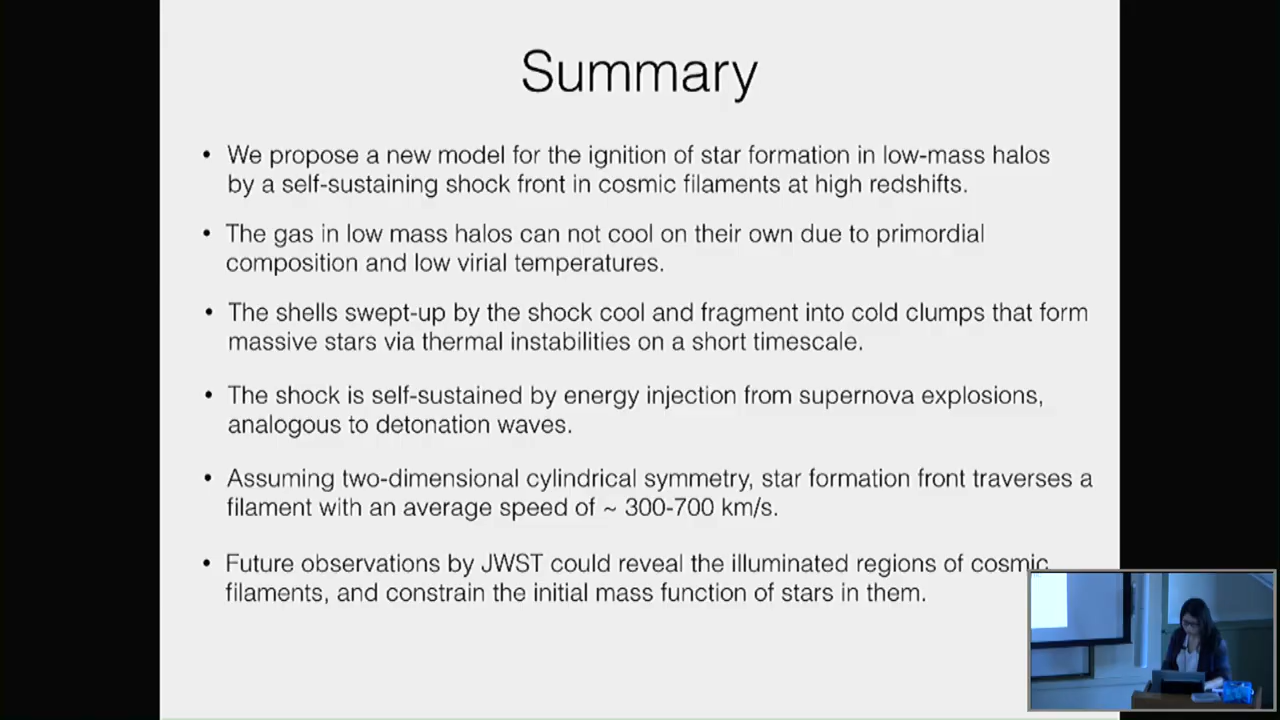 Summary
• We propose a new model for the ignition of star formation in low-mass halos
by a self-sustaining shock front in cosmic filaments at high redshifts.
• The gas in low mass halos can not cool on their own due to primordial
composition and low virial temperatures.
• The shells swept-up by the shock cool and fragment into cold clumps that form
massive stars via thermal instabilities on a short timescale.
• The shock is self-sustained by energy injection from supernova explosions,
analogous to detonation waves.
• Assuming two-dimensional cylindrical symmetry, star formation front traverses a
filament with an average speed of ~ 300-700 km/s.
• Future observations by JWST could reveal the illuminated regions of cosmic
filaments, and constrain the initial mass function of stars in them.